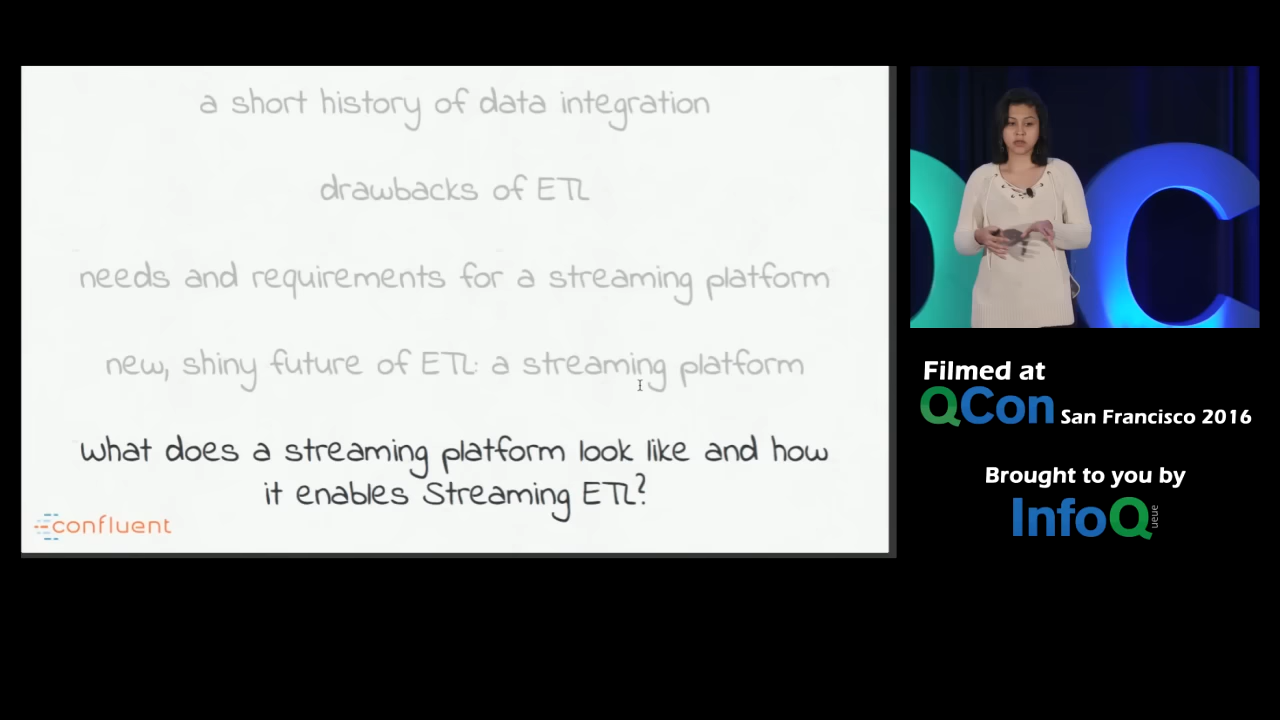 a short history of data integration
drawbacks of ETL
needs and requirements for a streaming platform
new, shiny future of ETL: a streaming platform
what does a streaming platform look like and how
it enables Streaming ETL?
confluent
Filmed at
QCon San Francisco 2016
Brought to you by
InfoQ
ueue